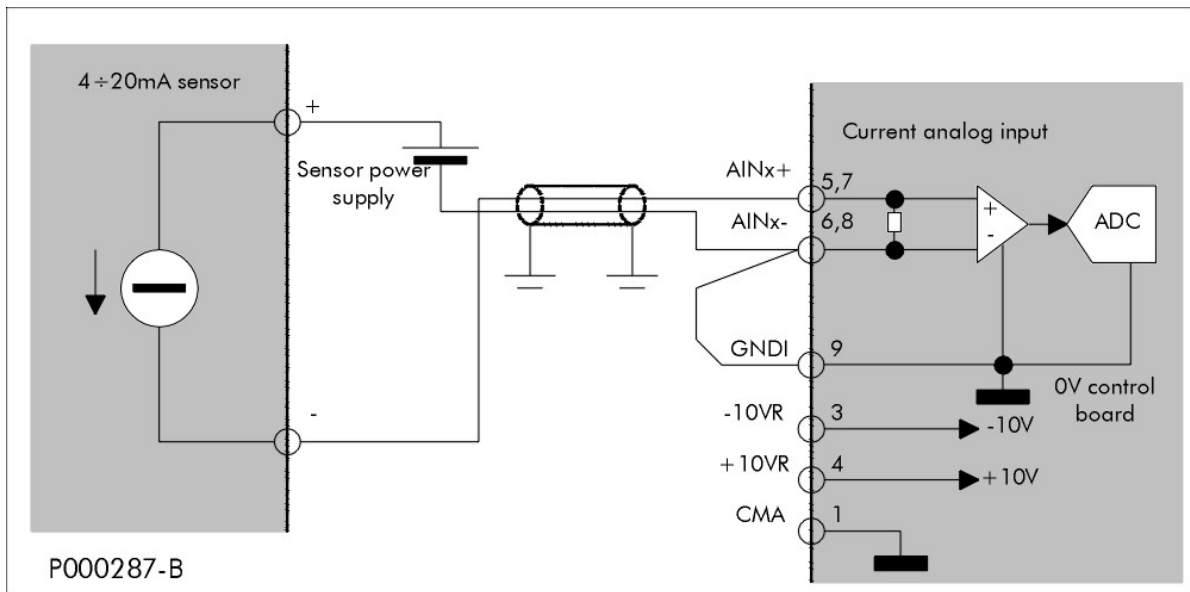 4÷20mA sensor
+
Sensor power
supply
-
Current analog input
AINx+
5,7
AINx-
6,8
+
-
ADC
GNDI
9
0V control
board
-10VR
3
-10V
+10VR
4
+10V
CMA
1
P000287-B